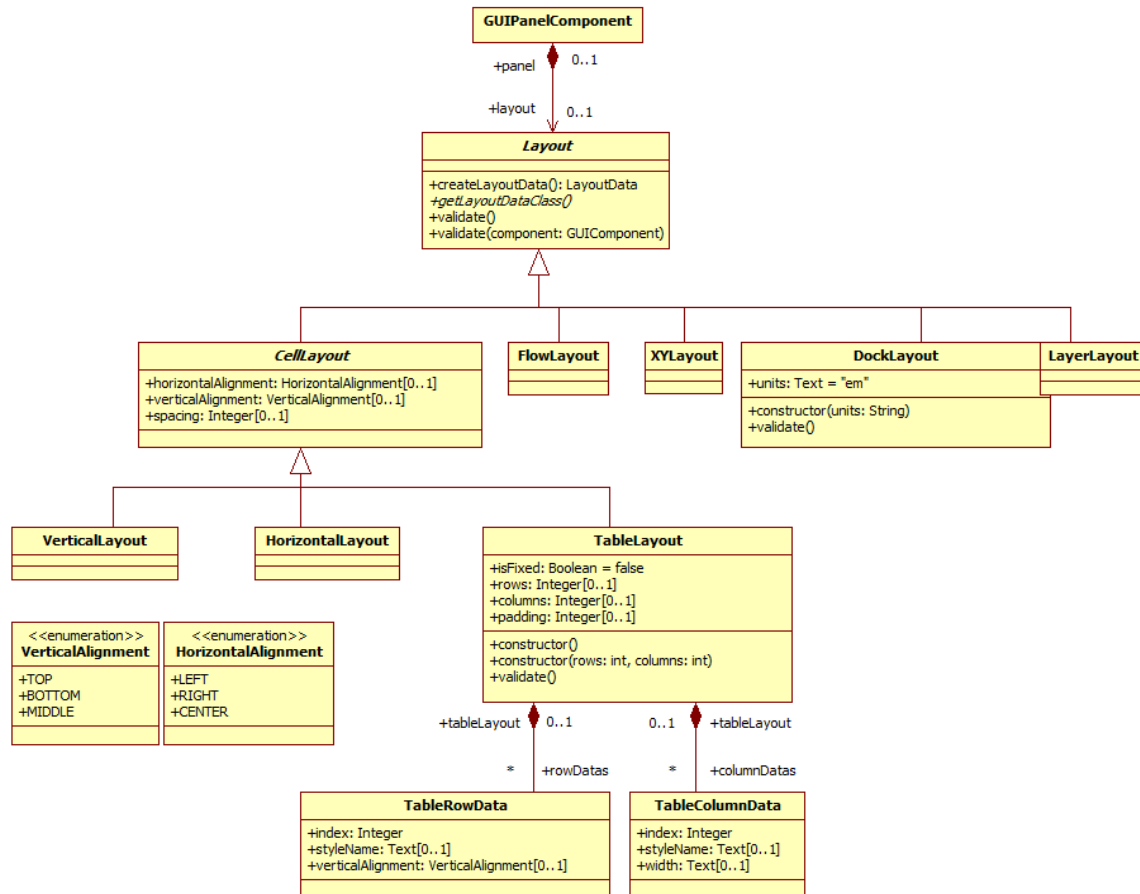 GUIPanelComponent
+panel
0..1
+layout
0..1
Layout
+createLayoutData(): LayoutData
+getLayoutDataClass()
+validate()
+validate(component: GUIComponent)
CellLayout
+horizontalAlignment: HorizontalAlignment[0..1]
+verticalAlignment: VerticalAlignment[0..1]
+spacing: Integer[0..1]
FlowLayout
XYLayout
DockLayout
+units: Text = "em"
+constructor(units: String)
+validate()
LayerLayout
VerticalLayout
HorizontalLayout
TableLayout
+isFixed: Boolean = false
+rows: Integer[0..1]
+columns: Integer[0..1]
+padding: Integer[0..1]
+constructor()
+constructor(rows: int, columns: int)
+validate()
<<enumeration>>
VerticalAlignment
+TOP
+BOTTOM
+MIDDLE
<<enumeration>>
HorizontalAlignment
+LEFT
+RIGHT
+CENTER
+tableLayout
0..1
0..1
+tableLayout
*
+rowDatas
*
+columnDatas
TableRowData
+index: Integer
+styleName: Text[0..1]
+verticalAlignment: VerticalAlignment[0..1]
TableColumnData
+index: Integer
+styleName: Text[0..1]
+width: Text[0..1]